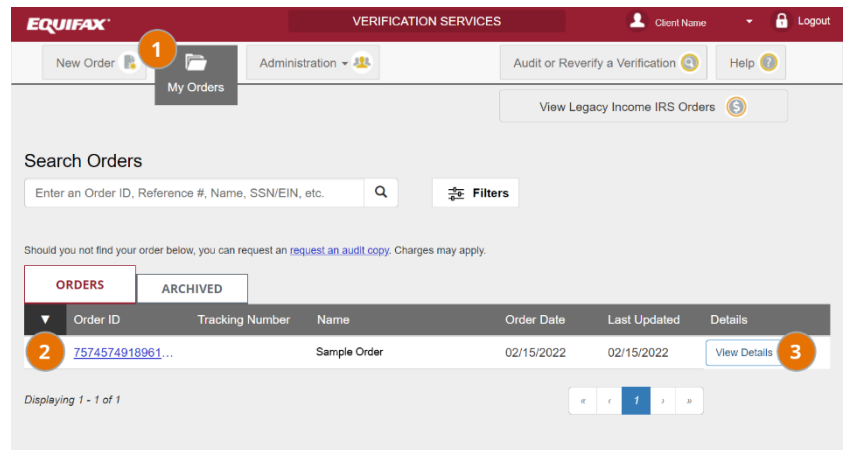 EQUIFAX
VERIFICATION SERVICES
Client Name
Logout
New Order
1
My Orders
Administration
Audit or Reverify a Verification
Help ?
View Legacy Income IRS Orders $
Search Orders
Enter an Order ID, Reference #, Name, SSN/EIN, etc.
Filters
Should you not find your order below, you can request an request an audit copy. Charges may apply.
ORDERS ARCHIVED
▼ Order ID Tracking Number Name Order Date Last Updated Details
2 7574574918961... Sample Order 02/15/2022 02/15/2022 View Details 3
Displaying 1 - 1 of 1
« ‹ 1 › »